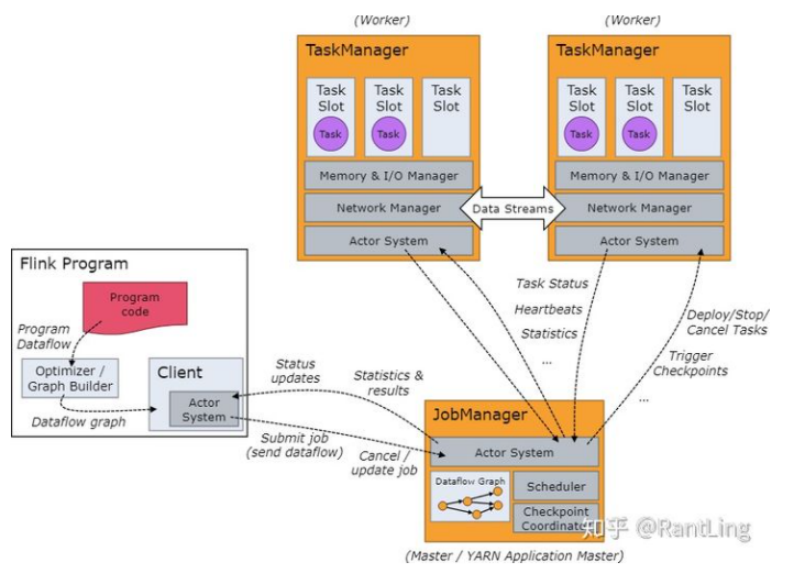 (Worker)
(Worker)
TaskManager
TaskManager
Task
Slot
Task
Slot
Task
Slot
Task
Slot
Task
Slot
Task
Slot
Task
Task
Task
Task
Memory & I/O Manager
Memory & I/O Manager
Network Manager
Data Streams
Network Manager
Actor System
Actor System
Flink Program
Program
code
Program
Dataflow
Optimizer /
Graph Builder
Dataflow graph
Client
Actor
System
Task Status
Heartbeats
Statistics
...
Deploy/Stop/
Cancel Tasks
Trigger
Checkpoints
...
Status
updates
Statistics &
results
Submit job
(send dataflow)
Cancel /
update job
JobManager
Actor System
Dataflow Graph
Scheduler
Checkpoint
Coordinator
知乎 @RantLing
(Master / YARN Application Master)